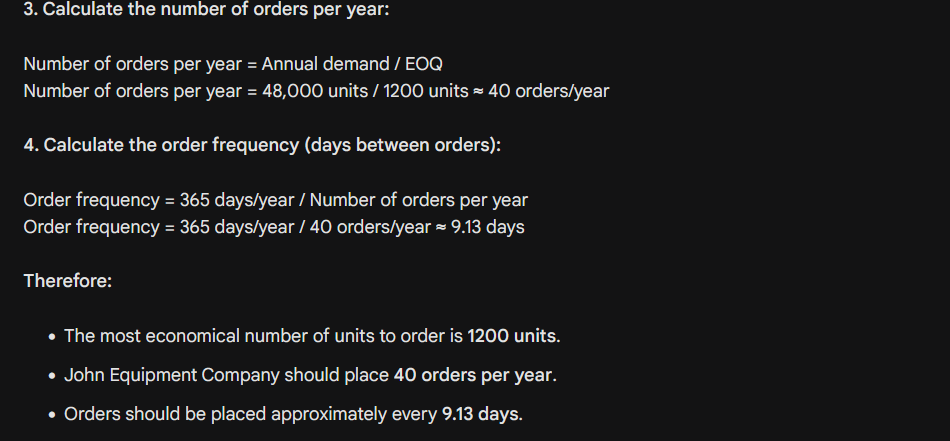 3. Calculate the number of orders per year:
Number of orders per year = Annual demand / EOQ
Number of orders per year = 48,000 units / 1200 units ≈ 40 orders/year
4. Calculate the order frequency (days between orders):
Order frequency = 365 days/year / Number of orders per year
Order frequency = 365 days/year / 40 orders/year ≈ 9.13 days
Therefore:
• The most economical number of units to order is 1200 units.
• John Equipment Company should place 40 orders per year.
• Orders should be placed approximately every 9.13 days.